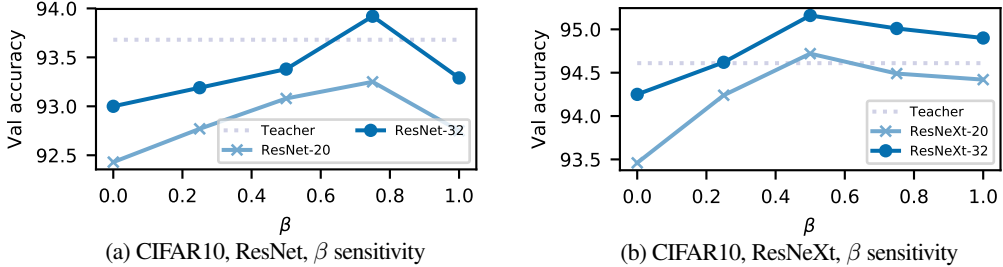 94.0
93.5
93.0
92.5
Val accuracy
Teacher
ResNet-20
ResNet-32
0.0 0.2 0.4 0.6 0.8 1.0
β
(a) CIFAR10, ResNet, β sensitivity
95.0
94.5
94.0
93.5
Val accuracy
Teacher
ResNeXt-20
ResNeXt-32
0.0 0.2 0.4 0.6 0.8 1.0
β
(b) CIFAR10, ResNeXt, β sensitivity